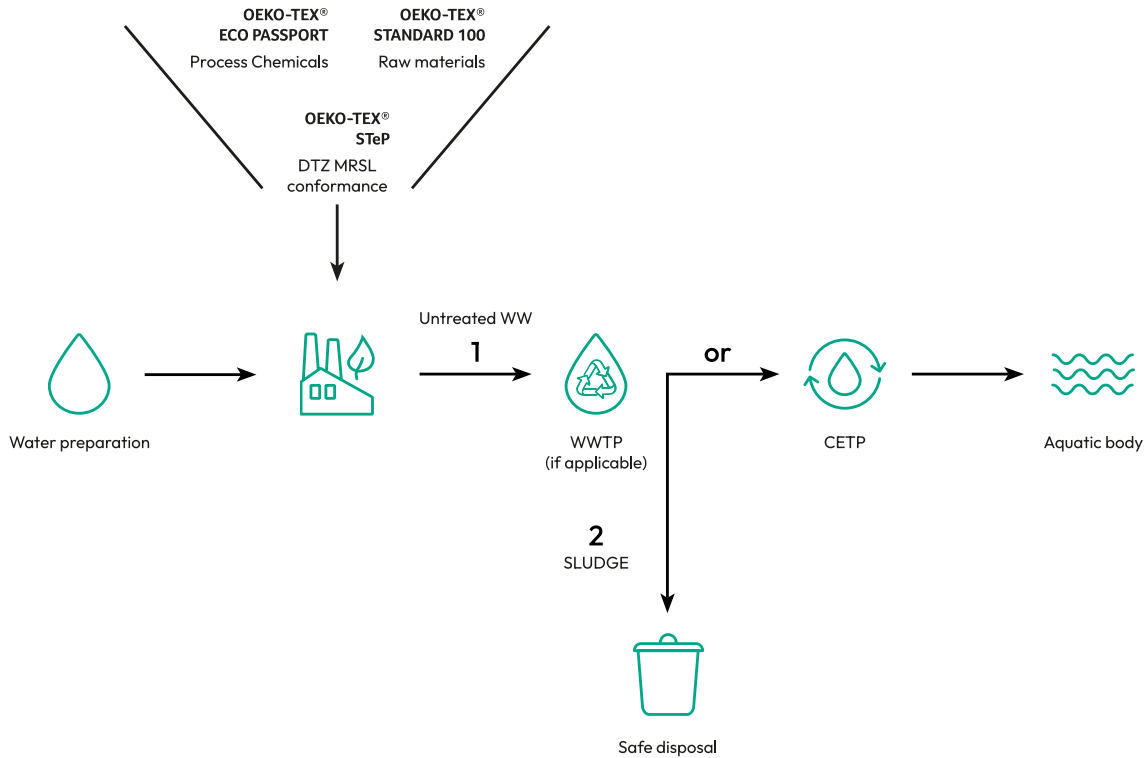 OEKO-TEX®
ECO PASSPORT
Process Chemicals
OEKO-TEX®
STANDARD 100
Raw materials
OEKO-TEX®
STeP
DTZ MRSL
conformance
Untreated WW
1
or
Water preparation
WWTP
(if applicable)
CETP
Aquatic body
2
SLUDGE
Safe disposal